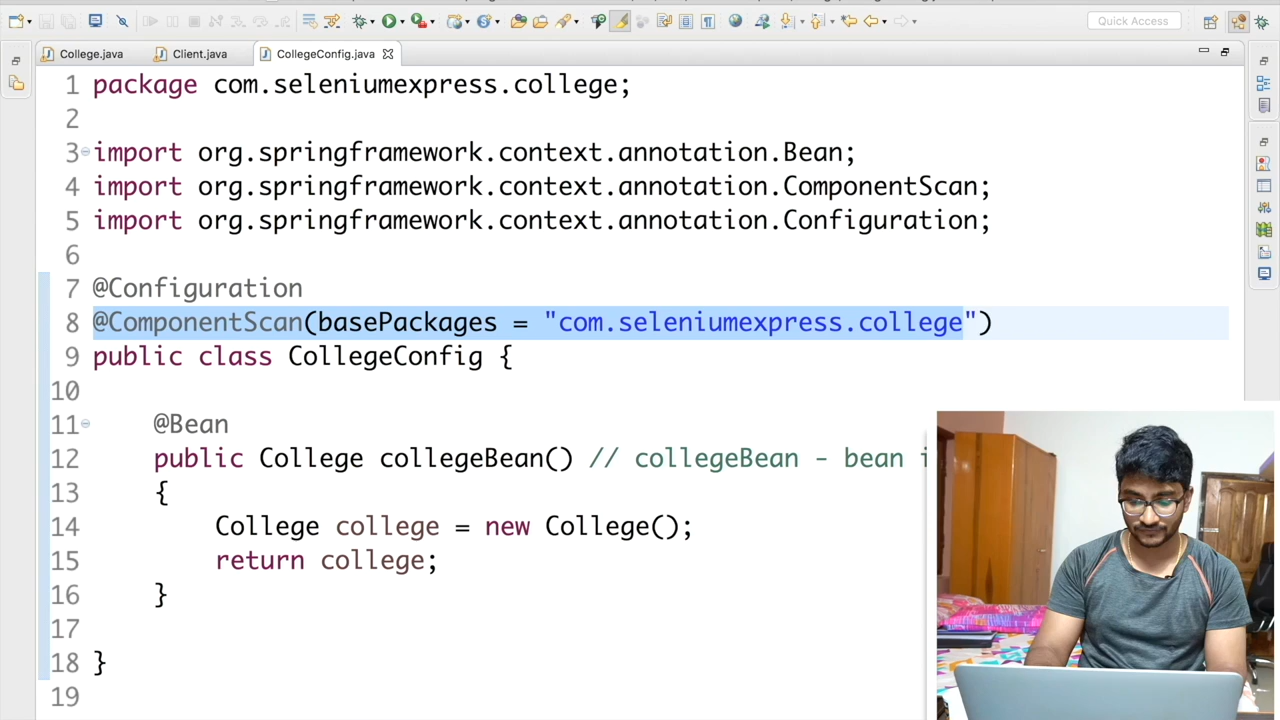 Quick Access
College.java
Client.java
CollegeConfig.java
1 package com.seleniumexpress.college;
2
3 import org.springframework.context.annotation.Bean;
4 import org.springframework.context.annotation.ComponentScan;
5 import org.springframework.context.annotation.Configuration;
6
7 @Configuration
8 @ComponentScan(basePackages = "com.seleniumexpress.college")
9 public class CollegeConfig {
10
11 @Bean
12 public College collegeBean() // collegeBean - bean
13 {
14 College college = new College();
15 return college;
16 }
17
18 }
19